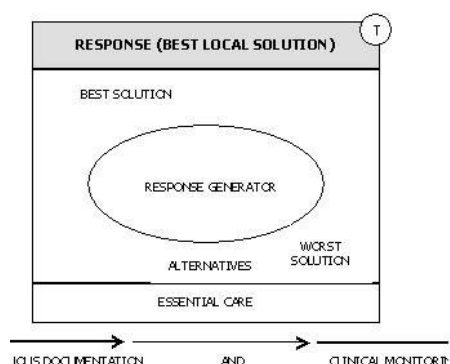 T
RESPONSE (BEST LOCAL SOLUTION)
BEST SOLUTION
RESPONSE GENERATOR
WORST
SOLUTION
ALTERNATIVES
ESSENTIAL CARE
DOCUMENTATION AND CLINICAL